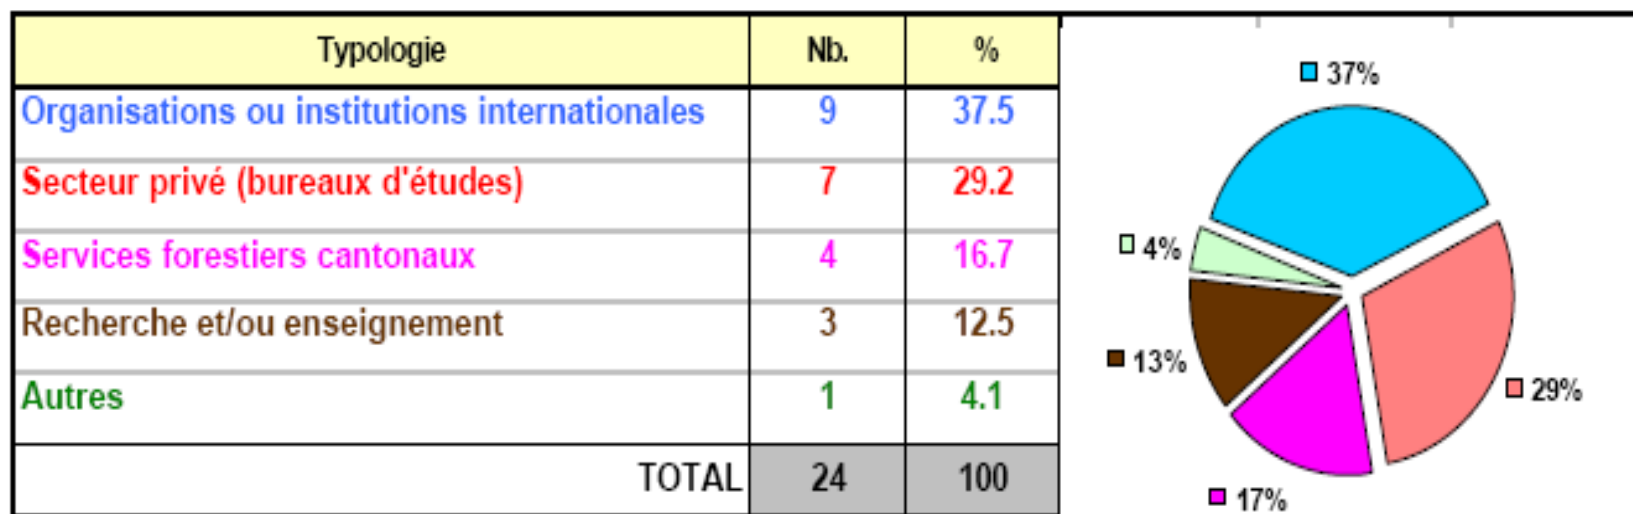 Typologie Nb. %
Organisations ou institutions internationales 9 37.5
Secteur privé (bureaux d'études) 7 29.2
Services forestiers cantonaux 4 16.7
Recherche et/ou enseignement 3 12.5
Autres 1 4.1
TOTAL 24 100
37%
4%
13%
29%
17%